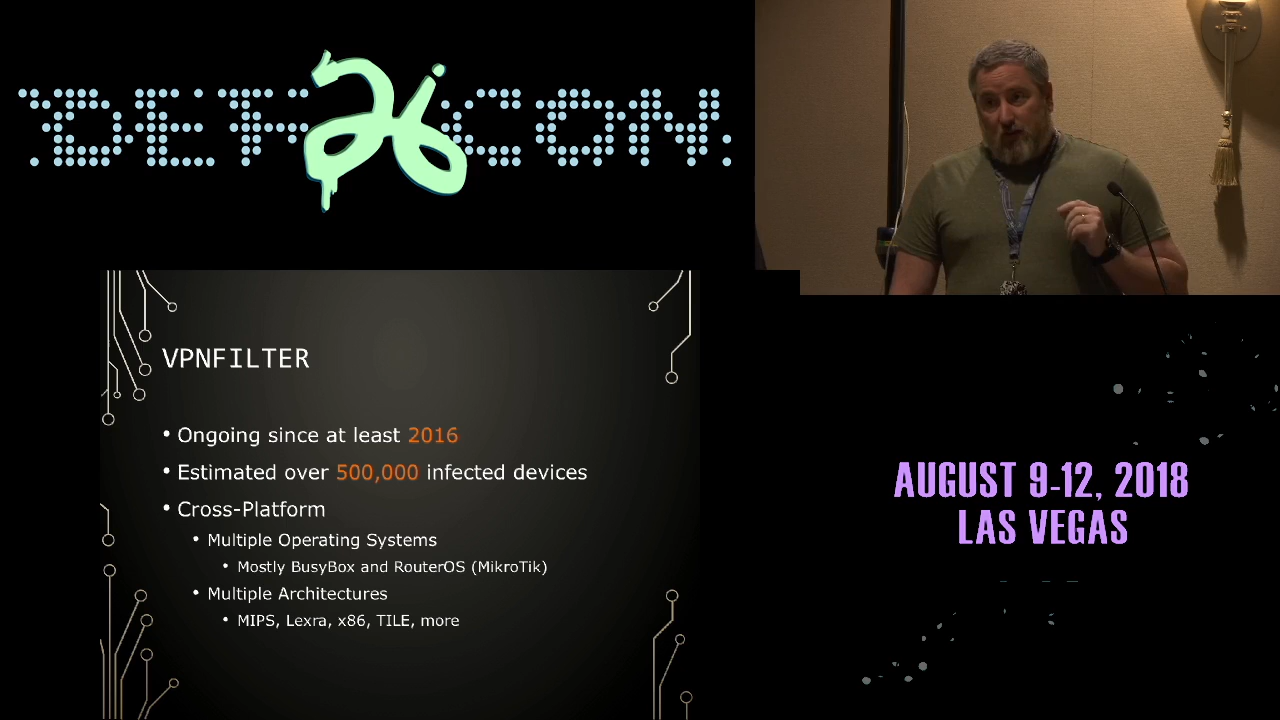 DEF 26 CON
VPNFILTER
• Ongoing since at least 2016
• Estimated over 500,000 infected devices
• Cross-Platform
• Multiple Operating Systems
• Mostly BusyBox and RouterOS (MikroTik)
• Multiple Architectures
• MIPS, Lexra, x86, TILE, more
AUGUST 9-12, 2018
LAS VEGAS